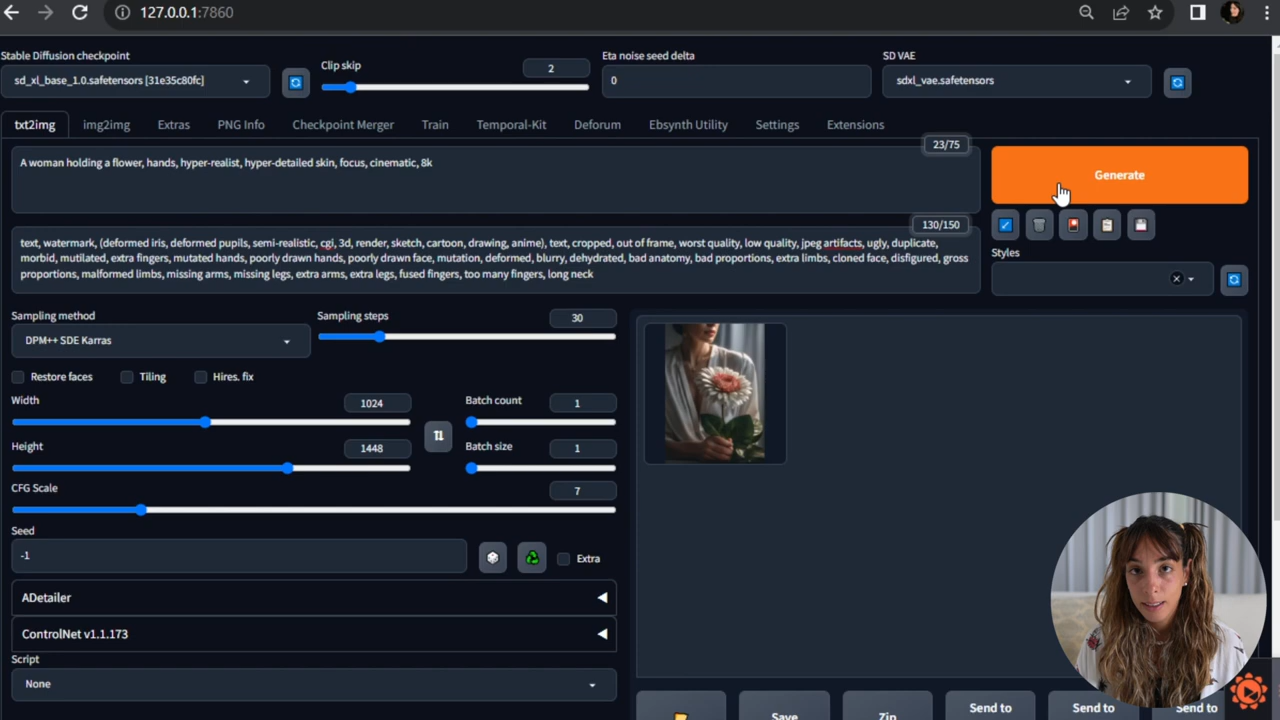 127.0.0.1:7860
Stable Diffusion checkpoint
sd_xl_base_1.0.safetensors [31e35c80fc]
Clip skip
2
Eta noise seed delta
0
SD VAE
sdxl_vae.safetensors
txt2img img2img Extras PNG Info Checkpoint Merger Train Temporal-Kit Deforum Ebsynth Utility Settings Extensions
23/75
A woman holding a flower, hands, hyper-realist, hyper-detailed skin, focus, cinematic, 8k
Generate
130/150
text, watermark, (deformed iris, deformed pupils, semi-realistic, cgi, 3d, render, sketch, cartoon, drawing, anime), text, cropped, out of frame, worst quality, low quality, jpeg artifacts, ugly, duplicate,
morbid, mutilated, extra fingers, mutated hands, poorly drawn hands, poorly drawn face, mutation, deformed, blurry, dehydrated, bad anatomy, bad proportions, extra limbs, cloned face, disfigured, gross
proportions, malformed limbs, missing arms, missing legs, extra arms, extra legs, fused fingers, too many fingers, long neck
Styles
Sampling method
DPM++ SDE Karras
Sampling steps
30
Restore faces Tiling Hires. fix
Width
1024
Batch count
1
Height
1448
Batch size
1
CFG Scale
7
Seed
-1
Extra
ADetailer
ControlNet v1.1.173
Script
None
Save
Zip
Send to
Send to
Send to